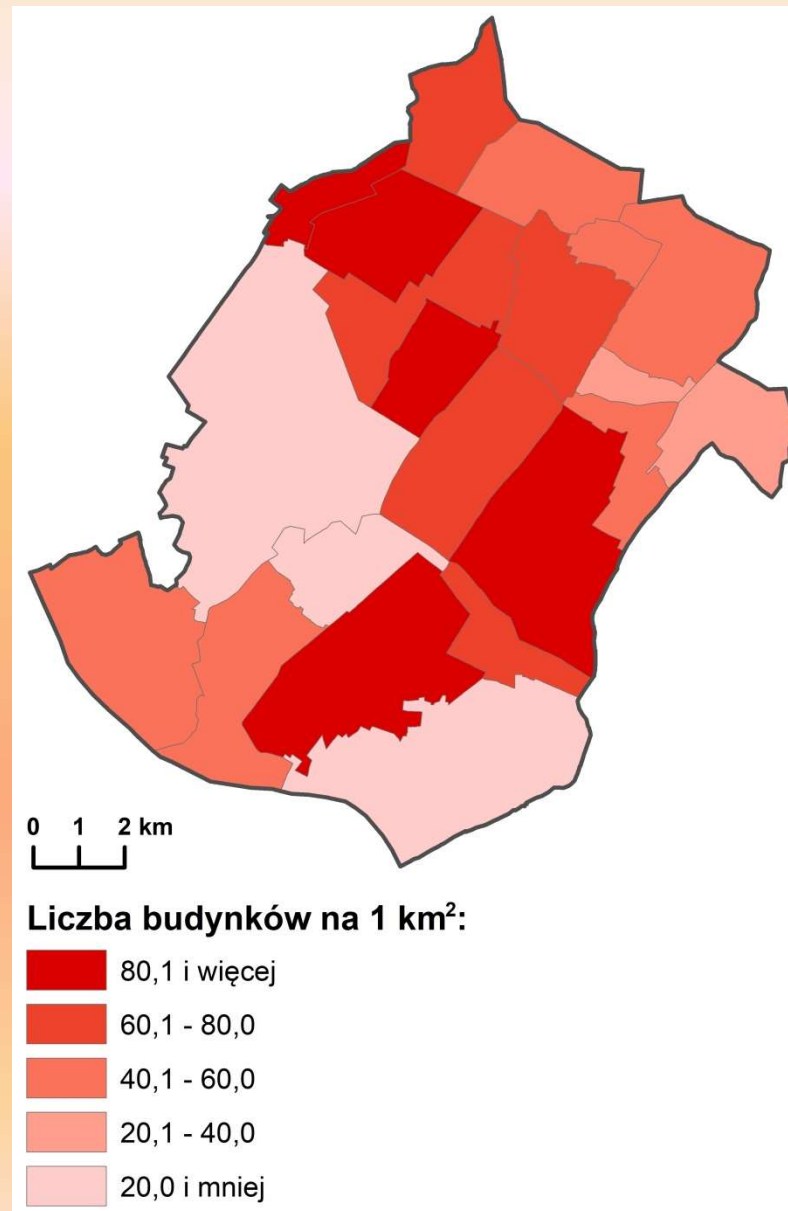 0 1 2 km
Liczba budynków na 1 km²:
80,1 i więcej
60,1 - 80,0
40,1 - 60,0
20,1 - 40,0
20,0 i mniej